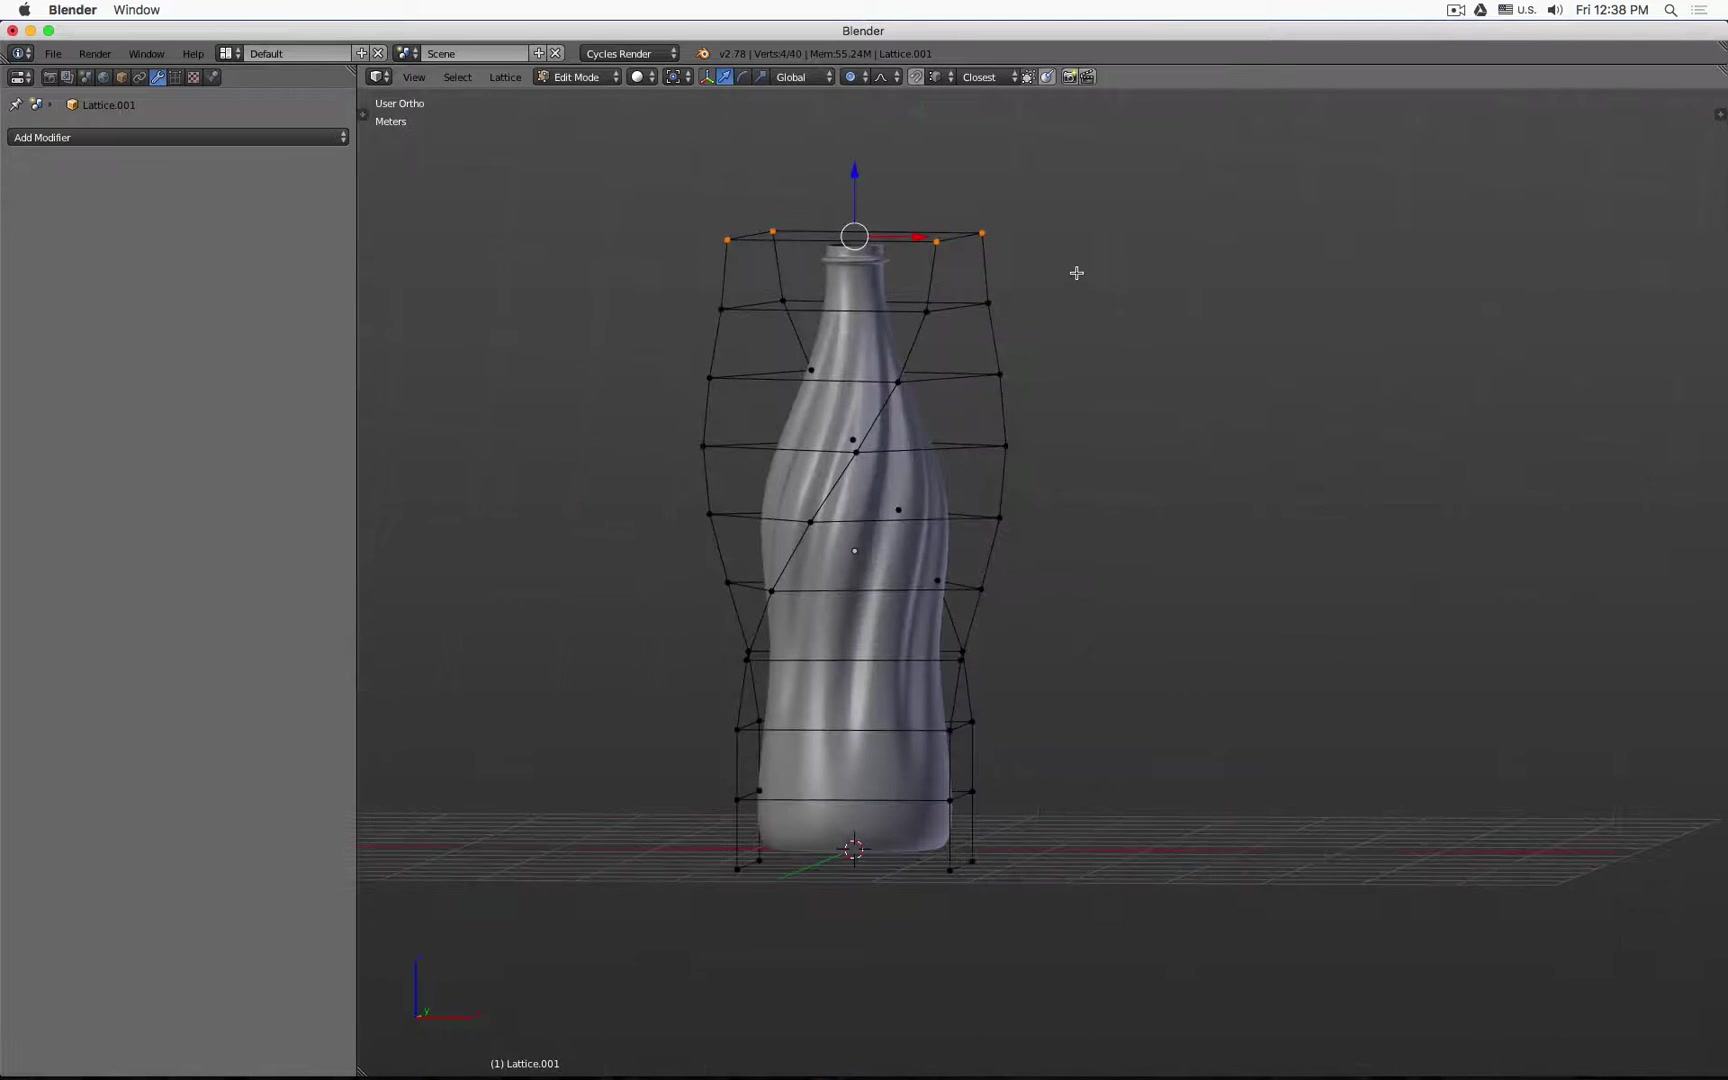 Blender Window U.S. Fri 12:38 PM
Blender
File Render Window Help Default Scene Cycles Render v2.78 | Verts:4/40 | Mem:55.24M | Lattice.001
View Select Lattice Edit Mode Global Closest
Lattice.001
Add Modifier
User Ortho
Meters
y
(1) Lattice.001